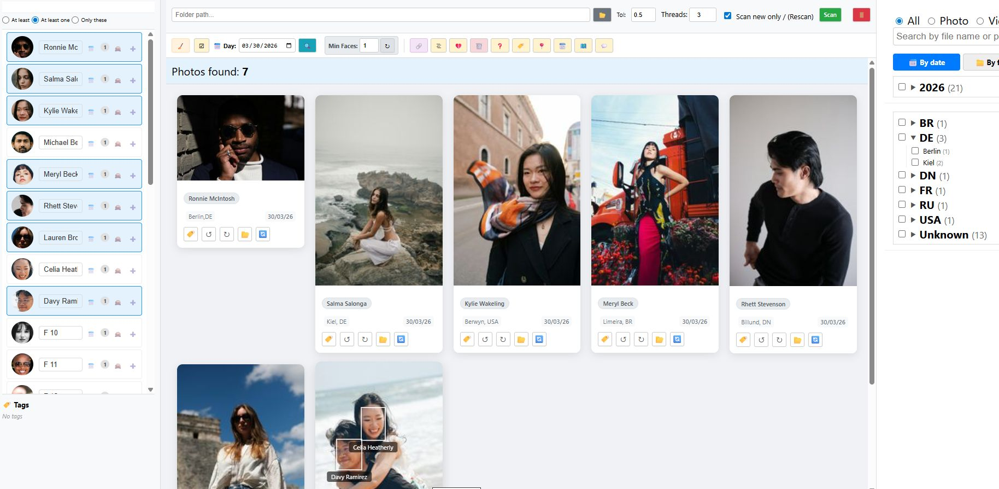 At least At least one Only these
Ronnie Mc 1
Salma Salo 1
Kylie Wake 1
Michael Be 1
Meryl Beck 1
Rhett Stev 1
Lauren Bro 1
Celia Heat 1
Davy Rami 1
F 10 1
F 11 1
Tags
No tags
Folder path... Tol: 0.5 Threads: 3 Scan new only / (Rescan) Scan
Day: 03/30/2026 Min Faces: 1
Photos found: 7
Ronnie McIntosh
Berlin,DE 30/03/26
Salma Salonga
Kiel, DE 30/03/26
Kylie Wakeling
Berwyn, USA 30/03/26
Meryl Beck
Limeira, BR 30/03/26
Rhett Stevenson
Billund, DN 30/03/26
Celia Heatherly
Davy Ramirez
All Photo Vi
Search by file name or p
By date By f
2026 (21)
BR (1)
DE (3)
Berlin (1)
Kiel (2)
DN (1)
FR (1)
RU (1)
USA (1)
Unknown (13)